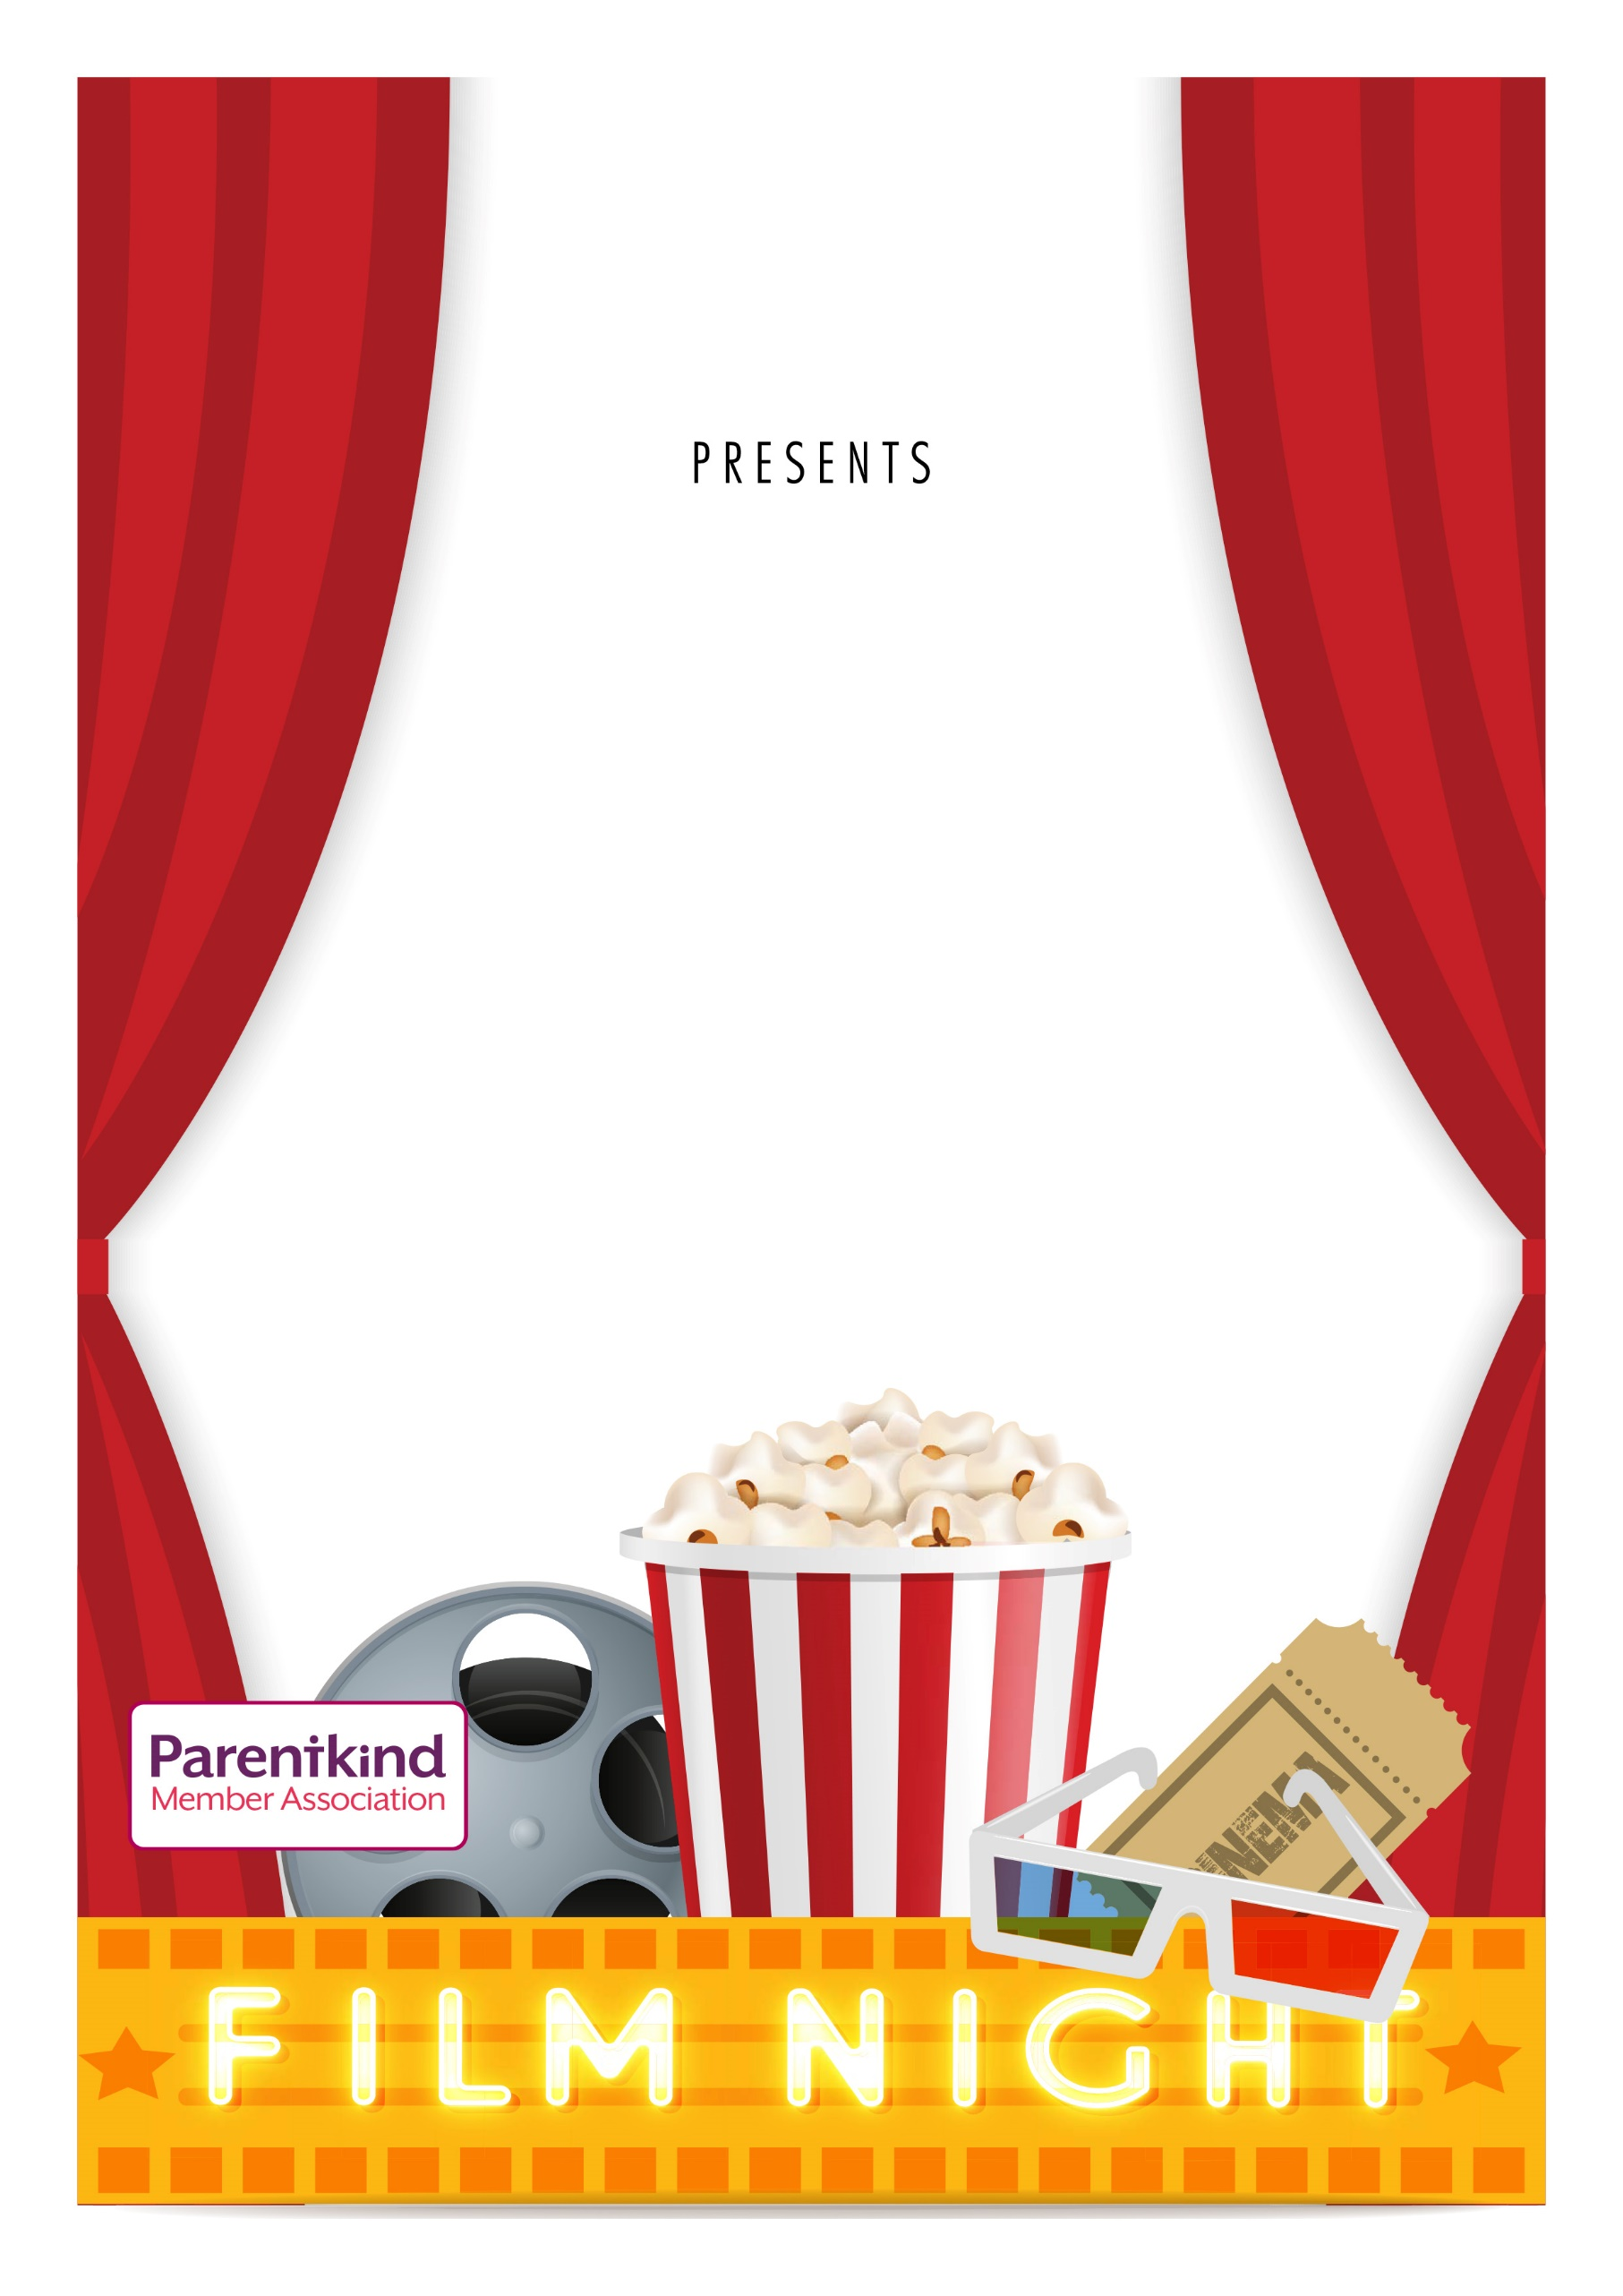 PRESENTS
Parentkind
Member Association
FILM NIGHT